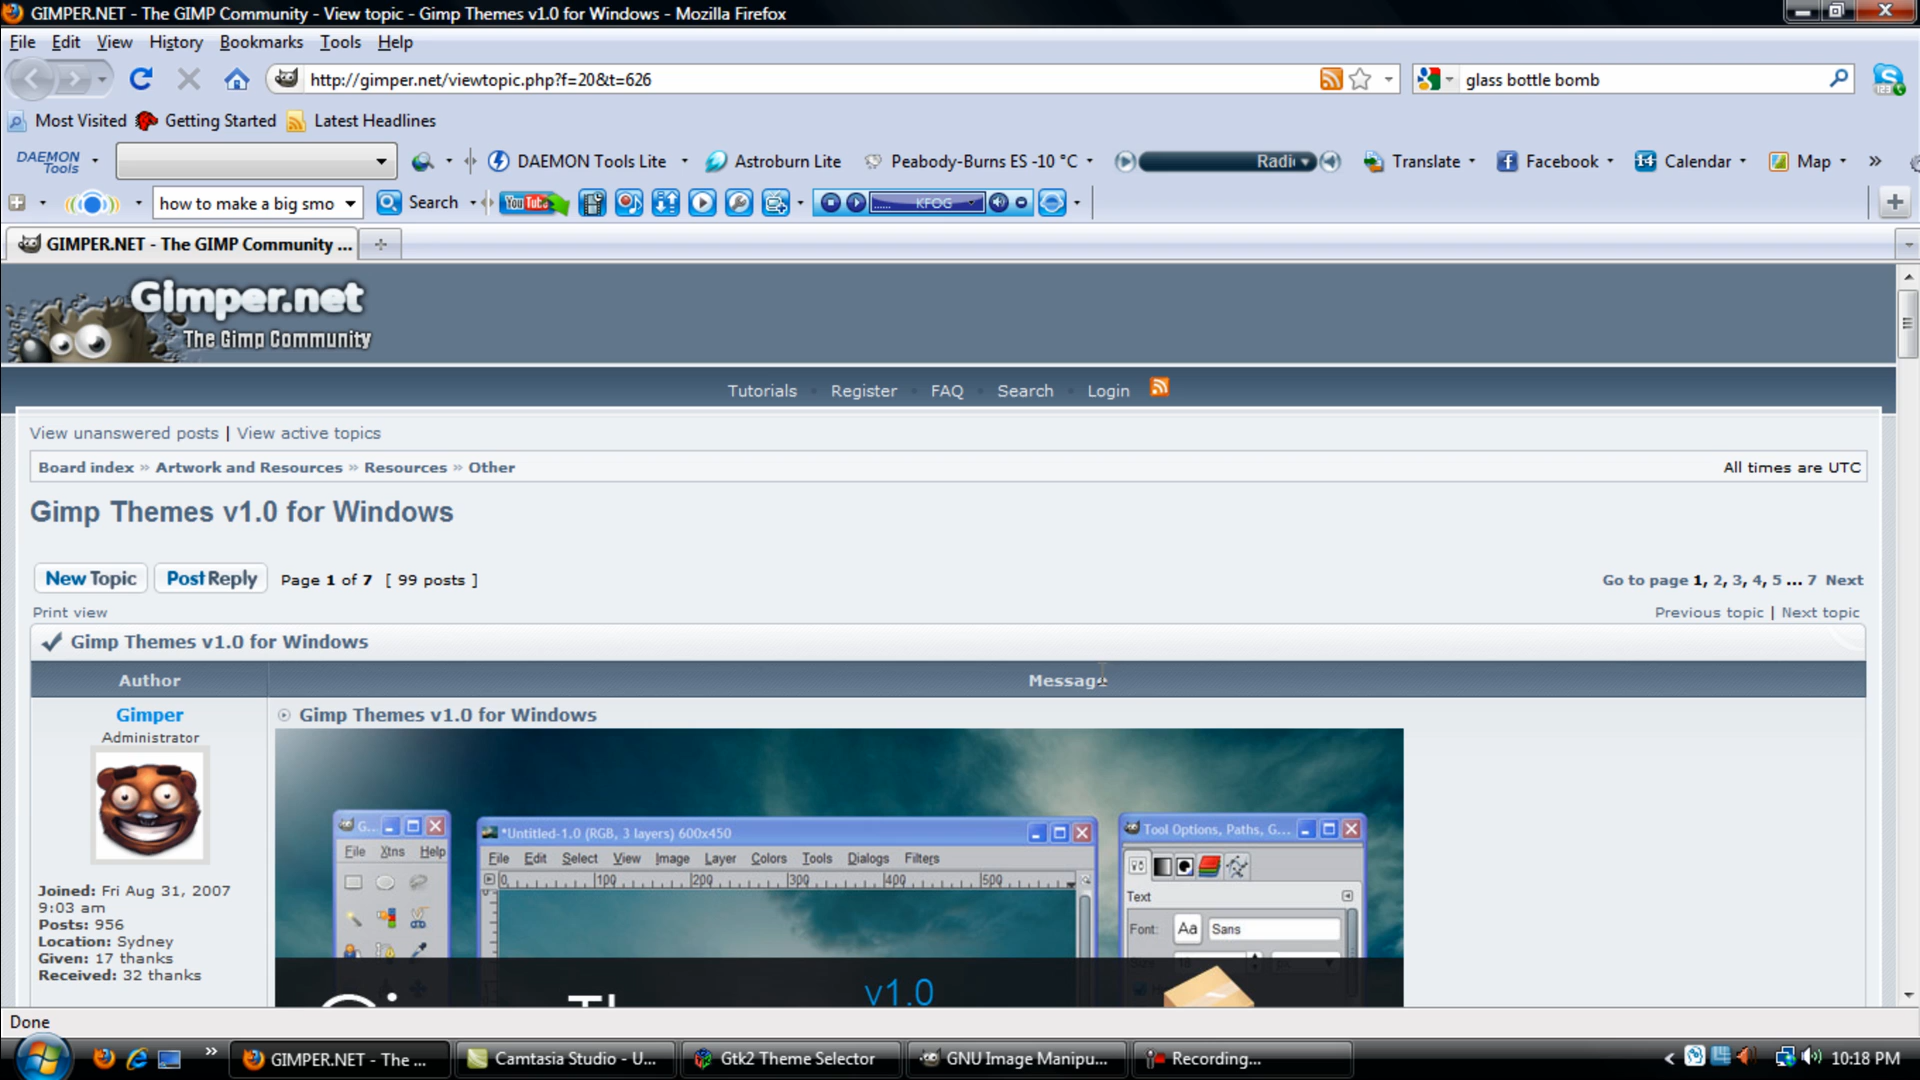 GIMPER.NET - The GIMP Community - View topic - Gimp Themes v1.0 for Windows - Mozilla Firefox
File Edit View History Bookmarks Tools Help
http://gimper.net/viewtopic.php?f=20&t=626
glass bottle bomb
Most Visited Getting Started Latest Headlines
DAEMON Tools
DAEMON Tools Lite Astroburn Lite Peabody-Burns ES -10 °C Radi Translate Facebook Calendar Map »
how to make a big smo Search YouTube KFOG
GIMPER.NET - The GIMP Community ...
Gimper.net
The Gimp Community
Tutorials Register FAQ Search Login
View unanswered posts | View active topics
Board index » Artwork and Resources » Resources » Other
All times are UTC
Gimp Themes v1.0 for Windows
New Topic Post Reply Page 1 of 7 [ 99 posts ]
Go to page 1, 2, 3, 4, 5 ... 7 Next
Print view
Previous topic | Next topic
Gimp Themes v1.0 for Windows
Author Message
Gimper
Administrator
Gimp Themes v1.0 for Windows
G...
File Xtns Help
*Untitled-1.0 (RGB, 3 layers) 600x450
File Edit Select View Image Layer Colors Tools Dialogs Filters
0 100 200 300 400 500
Tool Options, Paths, G...
Text
Font: Aa Sans
v1.0
Joined: Fri Aug 31, 2007
9:03 am
Posts: 956
Location: Sydney
Given: 17 thanks
Received: 32 thanks
Done
» GIMPER.NET - The ... Camtasia Studio - U... Gtk2 Theme Selector GNU Image Manipu... Recording... < 10:18 PM